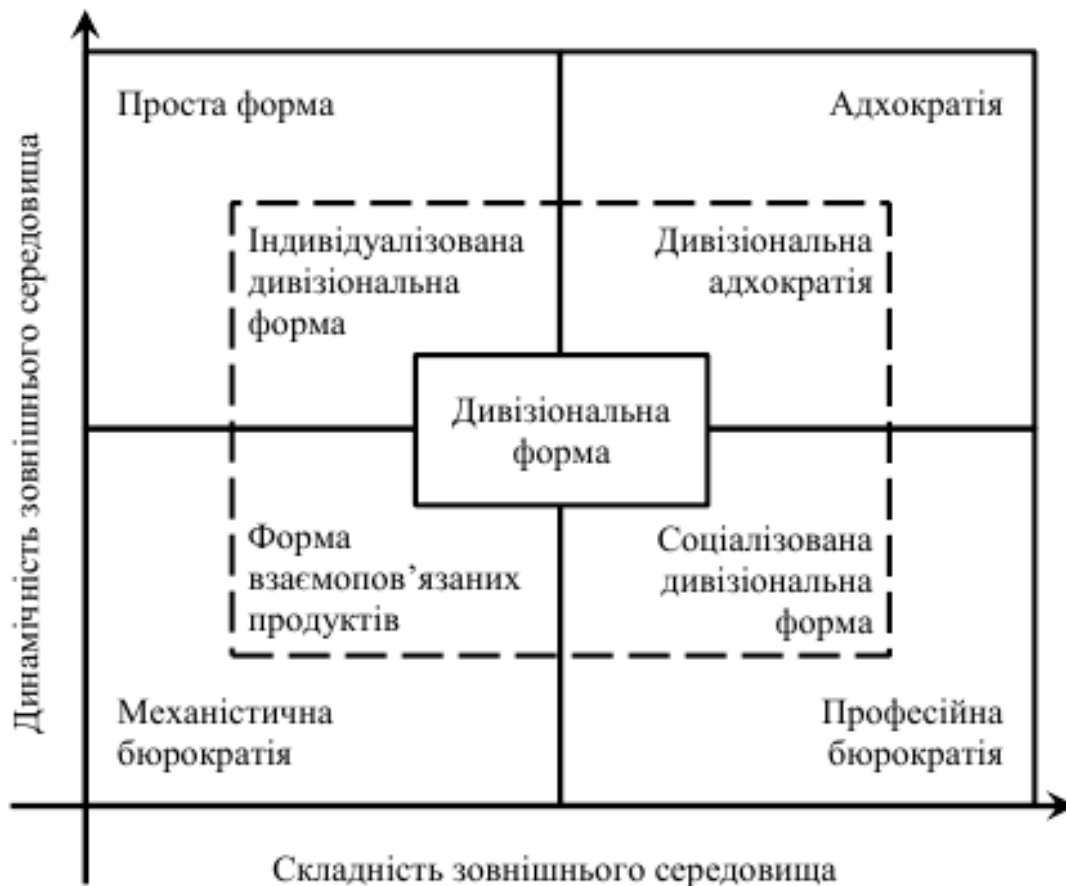 Динамічність зовнішнього середовища
Проста форма
Адхократія
Індивідуалізована
дивізіональна
форма
Дивізіональна
адхократія
Дивізіональна
форма
Форма
взаємопов’язаних
продуктів
Соціалізована
дивізіональна
форма
Механістична
бюрократія
Професійна
бюрократія
Складність зовнішнього середовища